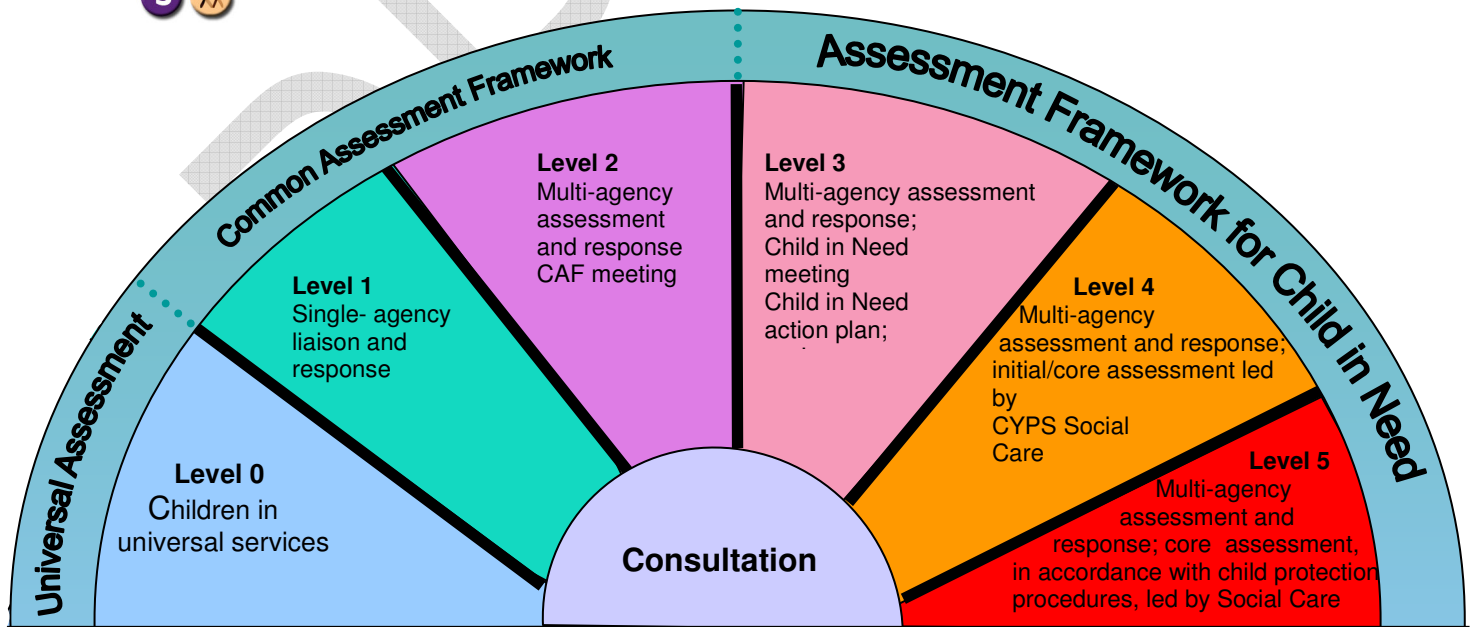 Universal Assessment
Common Assessment Framework
Assessment Framework for Child in Need
Level 0
Children in
universal services
Level 1
Single- agency
liaison and
response
Level 2
Multi-agency
assessment
and response
CAF meeting
Level 3
Multi-agency assessment
and response;
Child in Need
meeting
Child in Need
action plan;
Level 4
Multi-agency
assessment and response;
initial/core assessment led
by
CYPS Social
Care
Level 5
Multi-agency
assessment and
response; core assessment,
in accordance with child protection
procedures, led by Social Care
Consultation